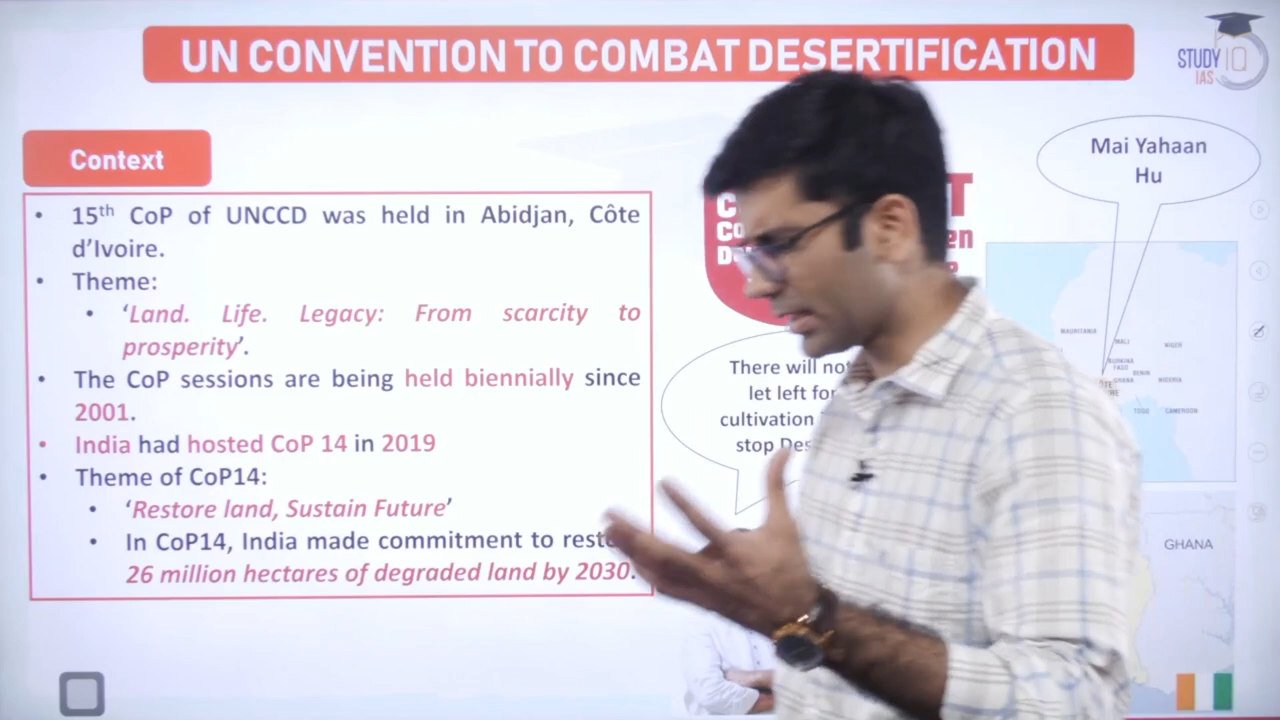 UN CONVENTION TO COMBAT DESERTIFICATION
STUDY IQ
IAS
Context
• 15th CoP of UNCCD was held in Abidjan, Côte
d’Ivoire.
• Theme:
• ‘Land. Life. Legacy: From scarcity to
prosperity’.
• The CoP sessions are being held biennially since
2001.
• India had hosted CoP 14 in 2019
• Theme of CoP14:
• ‘Restore land, Sustain Future’
• In CoP14, India made commitment to
26 million hectares of degraded land by 2030.
There will not
let left for
cultivation
stop
Mai Yahaan
Hu
MAURITANIA
MALI
NIGER
BURKINA
FASO
BENIN
GHANA
NIGERIA
TOGO
CAMEROON
GHANA